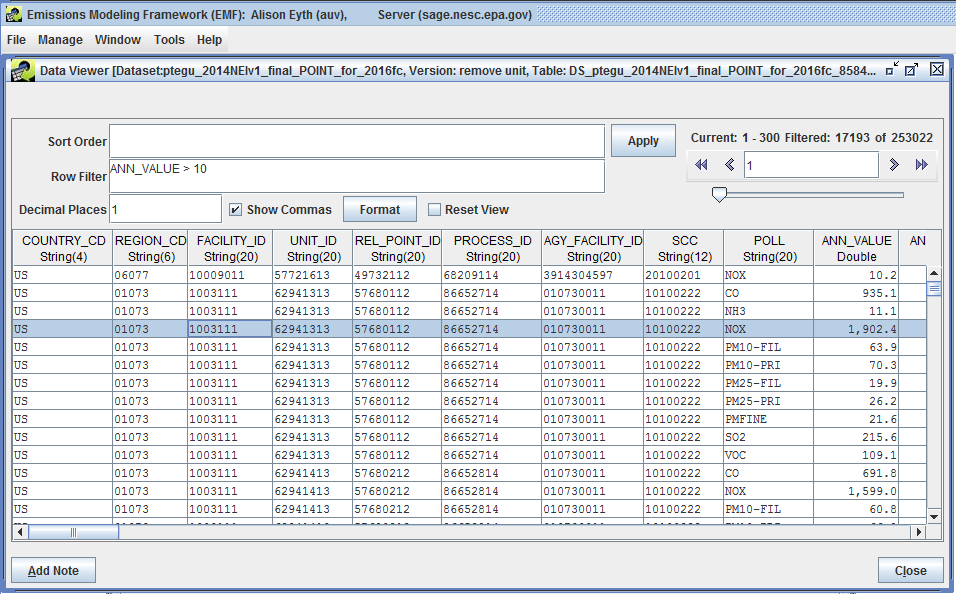 Emissions Modeling Framework (EMF): Alison Eyth (auv), Server (sage.nesc.epa.gov)
File Manage Window Tools Help
Data Viewer [Dataset:ptegu_2014NEIv1_final_POINT_for_2016fc, Version: remove unit, Table: DS_ptegu_2014NEIv1_final_POINT_for_2016fc_8584...
Sort Order Apply Current: 1 - 300 Filtered: 17193 of 253022
Row Filter ANN_VALUE > 10 1
Decimal Places 1 Show Commas Format Reset View
COUNTRY_CD REGION_CD FACILITY_ID UNIT_ID REL_POINT_ID PROCESS_ID AGY_FACILITY_ID SCC POLL ANN_VALUE AN
String(4) String(6) String(20) String(20) String(20) String(20) String(20) String(12) String(20) Double
US 06077 10009011 57721613 49732112 68209114 3914304597 20100201 NOX 10.2
US 01073 1003111 62941313 57680112 86652714 010730011 10100222 CO 935.1
US 01073 1003111 62941313 57680112 86652714 010730011 10100222 NH3 11.1
US 01073 1003111 62941313 57680112 86652714 010730011 10100222 NOX 1,902.4
US 01073 1003111 62941313 57680112 86652714 010730011 10100222 PM10-FIL 63.9
US 01073 1003111 62941313 57680112 86652714 010730011 10100222 PM10-PRI 70.3
US 01073 1003111 62941313 57680112 86652714 010730011 10100222 PM25-FIL 19.9
US 01073 1003111 62941313 57680112 86652714 010730011 10100222 PM25-PRI 26.2
US 01073 1003111 62941313 57680112 86652714 010730011 10100222 PMFINE 21.6
US 01073 1003111 62941313 57680112 86652714 010730011 10100222 SO2 215.6
US 01073 1003111 62941313 57680112 86652714 010730011 10100222 VOC 109.1
US 01073 1003111 62941413 57680212 86652814 010730011 10100222 CO 691.8
US 01073 1003111 62941413 57680212 86652814 010730011 10100222 NOX 1,599.0
US 01073 1003111 62941413 57680212 86652814 010730011 10100222 PM10-FIL 60.8
Add Note Close